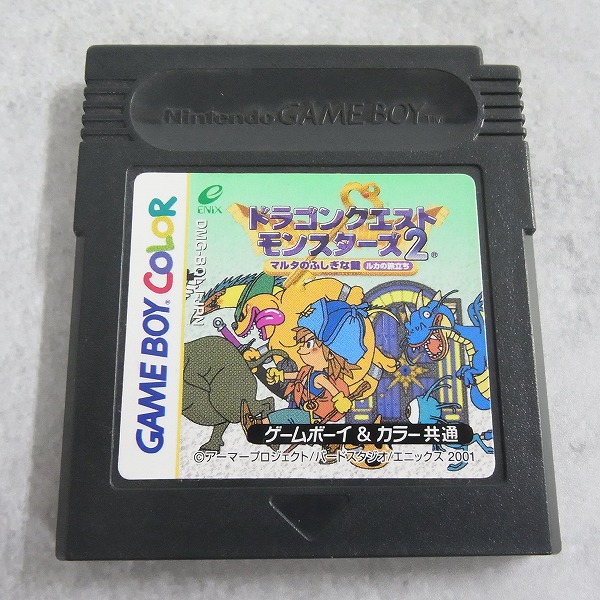 Nintendo GAME BOY TM
GAME BOY COLOR
ENIX
ドラゴンクエスト
モンスターズ2
マルタのふしぎな鍵 ルカの旅立ち
ゲームボーイ & カラー共通
©アーマープロジェクト/バードスタジオ/エニックス 2001